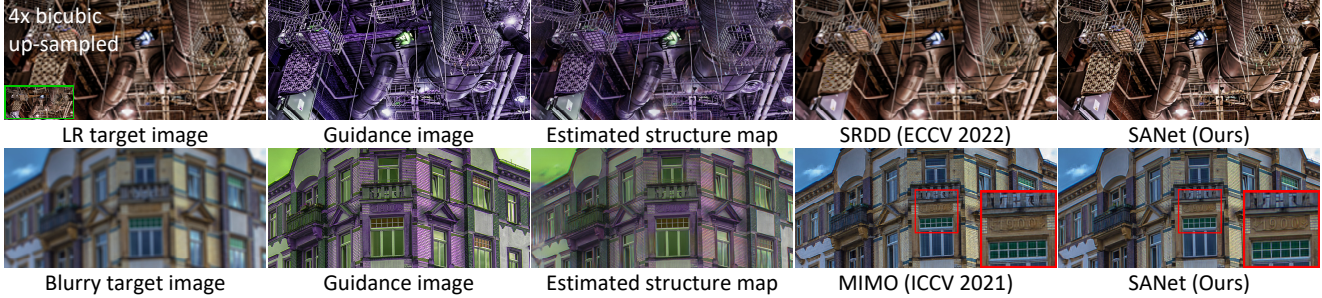 4x bicubic
up-sampled
LR target image
Guidance image
Estimated structure map
SRDD (ECCV 2022)
SANet (Ours)
Blurry target image
Guidance image
Estimated structure map
MIMO (ICCV 2021)
SANet (Ours)